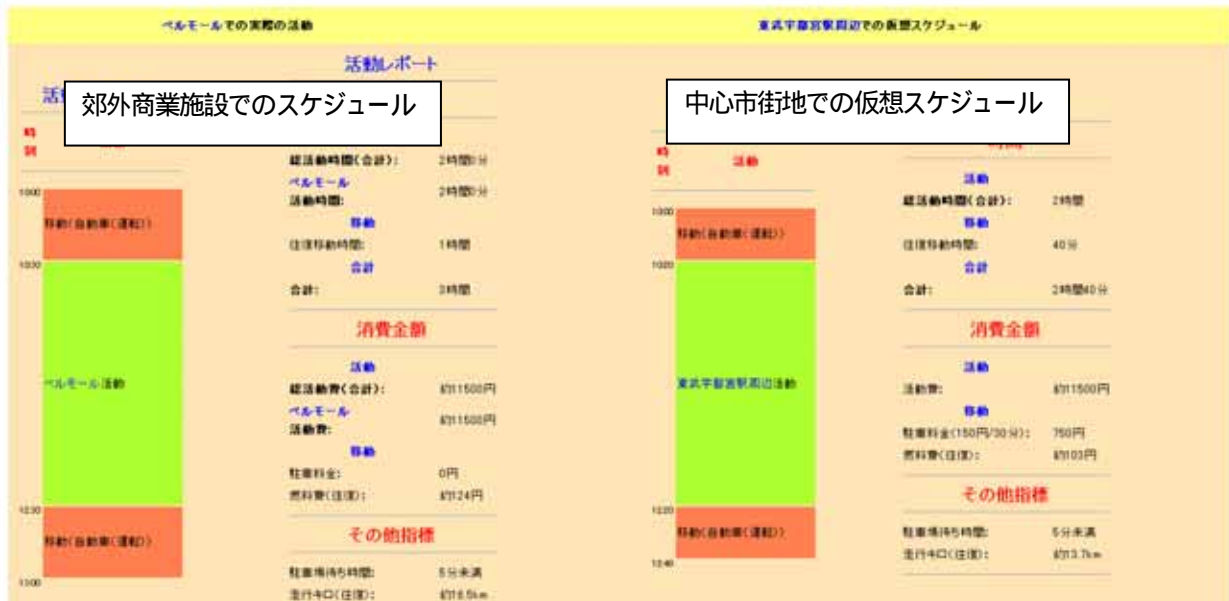 ベルモールでの実際の活動
活動レポート
郊外商業施設でのスケジュール
時刻
総活動時間(合計): 2時間0分
ベルモール
活動時間: 2時間0分
移動
往復移動時間: 1時間
合計
合計: 3時間
消費金額
活動
総活動費(合計): 約11500円
ベルモール
活動費: 約11500円
移動
駐車料金: 0円
燃料費(往復): 約124円
その他指標
駐車場待ち時間: 5分未満
走行キロ(往復): 約16.5km
1000
移動(自動車(運転))
1030
ベルモール活動
1230
移動(自動車(運転))
1300
東武宇都宮駅周辺での仮想スケジュール
中心市街地での仮想スケジュール
時刻
活動
1000
移動(自動車(運転))
1020
東武宇都宮駅周辺活動
1220
移動(自動車(運転))
1240
活動
総活動時間(合計): 2時間
移動
往復移動時間: 40分
合計
合計: 2時間40分
消費金額
活動
活動費: 約11500円
移動
駐車料金(150円/30分): 750円
燃料費(往復): 約103円
その他指標
駐車場待ち時間: 5分未満
走行キロ(往復): 約13.7km